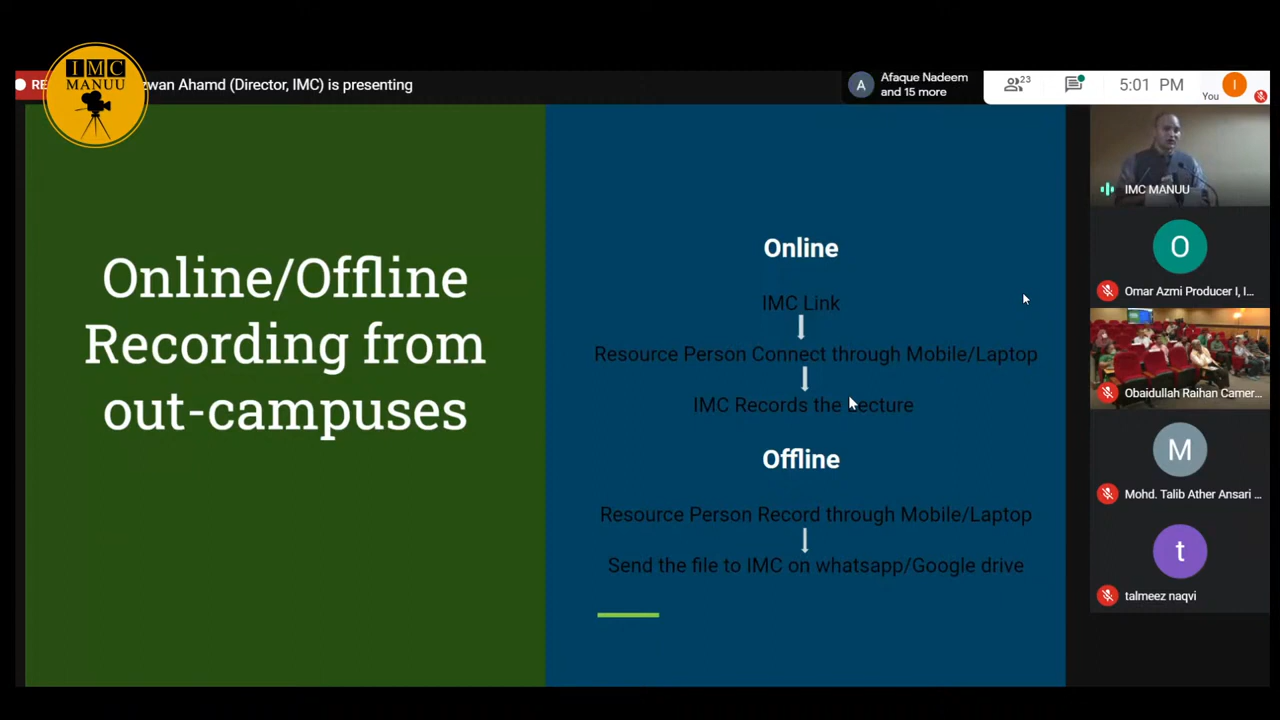 IMC
MANUU
zwan Ahamd (Director, IMC) is presenting
Afaque Nadeem
and 15 more
A
23
5:01 PM
You
I
Online/Offline
Recording from
out-campuses
Online
IMC Link
Resource Person Connect through Mobile/Laptop
IMC Records the Lecture
Offline
Resource Person Record through Mobile/Laptop
Send the file to IMC on whatsapp/Google drive
IMC MANUU
O
Omar Azmi Producer I, I...
Obaidullah Raihan Camer...
M
Mohd. Talib Ather Ansari ...
t
talmeez naqvi